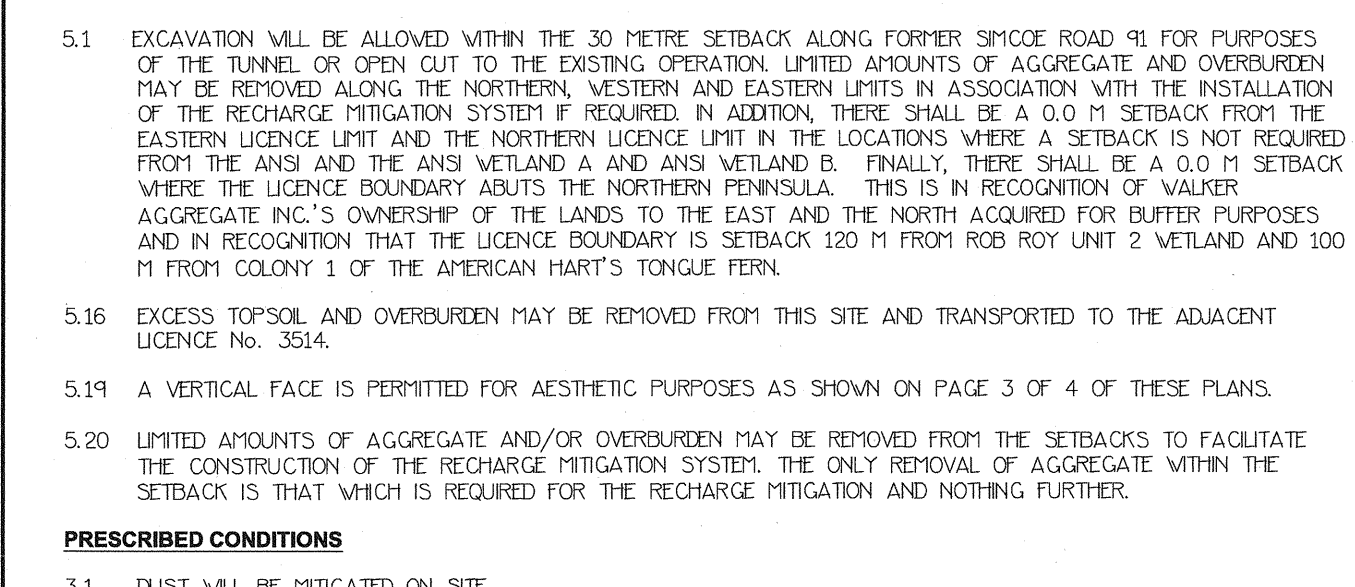 5.1 EXCAVATION WILL BE ALLOWED WITHIN THE 30 METRE SETBACK ALONG FORMER SIMCOE ROAD 91 FOR PURPOSES
OF THE TUNNEL OR OPEN CUT TO THE EXISTING OPERATION. LIMITED AMOUNTS OF AGGREGATE AND OVERBURDEN
MAY BE REMOVED ALONG THE NORTHERN, WESTERN AND EASTERN LIMITS IN ASSOCIATION WITH THE INSTALLATION
OF THE RECHARGE MITIGATION SYSTEM IF REQUIRED. IN ADDITION, THERE SHALL BE A 0.0 M SETBACK FROM THE
EASTERN LICENCE LIMIT AND THE NORTHERN LICENCE LIMIT IN THE LOCATIONS WHERE A SETBACK IS NOT REQUIRED
FROM THE ANSI AND THE ANSI WETLAND A AND ANSI WETLAND B. FINALLY, THERE SHALL BE A 0.0 M SETBACK
WHERE THE LICENCE BOUNDARY ABUTS THE NORTHERN PENINSULA. THIS IS IN RECOGNITION OF WALKER
AGGREGATE INC.'S OWNERSHIP OF THE LANDS TO THE EAST AND THE NORTH ACQUIRED FOR BUFFER PURPOSES
AND IN RECOGNITION THAT THE LICENCE BOUNDARY IS SETBACK 120 M FROM ROB ROY UNIT 2 WETLAND AND 100
M FROM COLONY 1 OF THE AMERICAN HART'S TONGUE FERN.
5.16 EXCESS TOPSOIL AND OVERBURDEN MAY BE REMOVED FROM THIS SITE AND TRANSPORTED TO THE ADJACENT
LICENCE No. 3514.
5.19 A VERTICAL FACE IS PERMITTED FOR AESTHETIC PURPOSES AS SHOWN ON PAGE 3 OF 4 OF THESE PLANS.
5.20 LIMITED AMOUNTS OF AGGREGATE AND/OR OVERBURDEN MAY BE REMOVED FROM THE SETBACKS TO FACILITATE
THE CONSTRUCTION OF THE RECHARGE MITIGATION SYSTEM. THE ONLY REMOVAL OF AGGREGATE WITHIN THE
SETBACK IS THAT WHICH IS REQUIRED FOR THE RECHARGE MITIGATION AND NOTHING FURTHER.
PRESCRIBED CONDITIONS
3.1 DUST WILL BE MITIGATED ON SITE